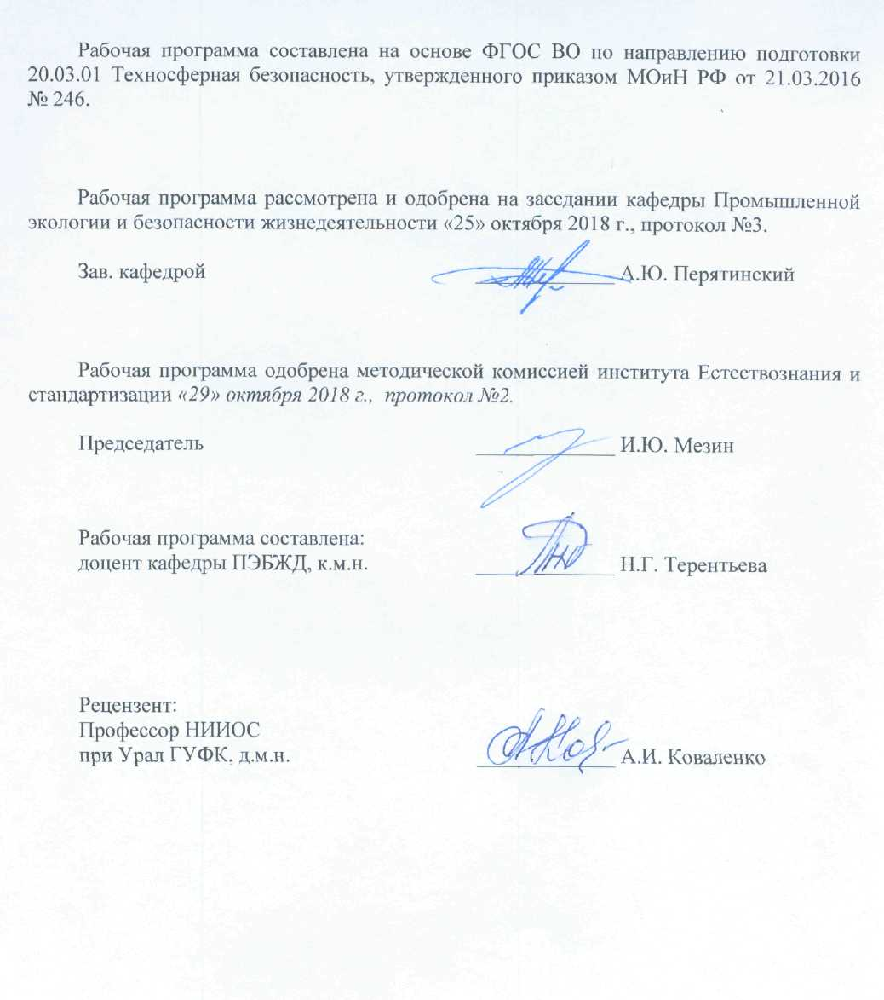 Рабочая программа составлена на основе ФГОС ВО по направлению подготовки
20.03.01 Техносферная безопасность, утвержденного приказом МОиН РФ от 21.03.2016
№ 246.
Рабочая программа рассмотрена и одобрена на заседании кафедры Промышленной
экологии и безопасности жизнедеятельности «25» октября 2018 г., протокол №3.
Зав. кафедрой А.Ю. Перятинский
Рабочая программа одобрена методической комиссией института Естествознания и
стандартизации «29» октября 2018 г., протокол №2.
Председатель И.Ю. Мезин
Рабочая программа составлена:
доцент кафедры ПЭБЖД, к.м.н. Н.Г. Терентьева
Рецензент:
Профессор НИИОС
при Урал ГУФК, д.м.н. А.И. Коваленко